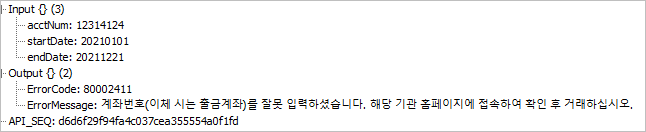 Input {} (3)
acctNum: 12314124
startDate: 20210101
endDate: 20211221
Output {} (2)
ErrorCode: 80002411
ErrorMessage: 계좌번호(이체 시는 출금계좌)를 잘못 입력하셨습니다. 해당 기관 홈페이지에 접속하여 확인 후 거래하십시오.
API_SEQ: d6d6f29f94fa4c037cea355554a0f1fd